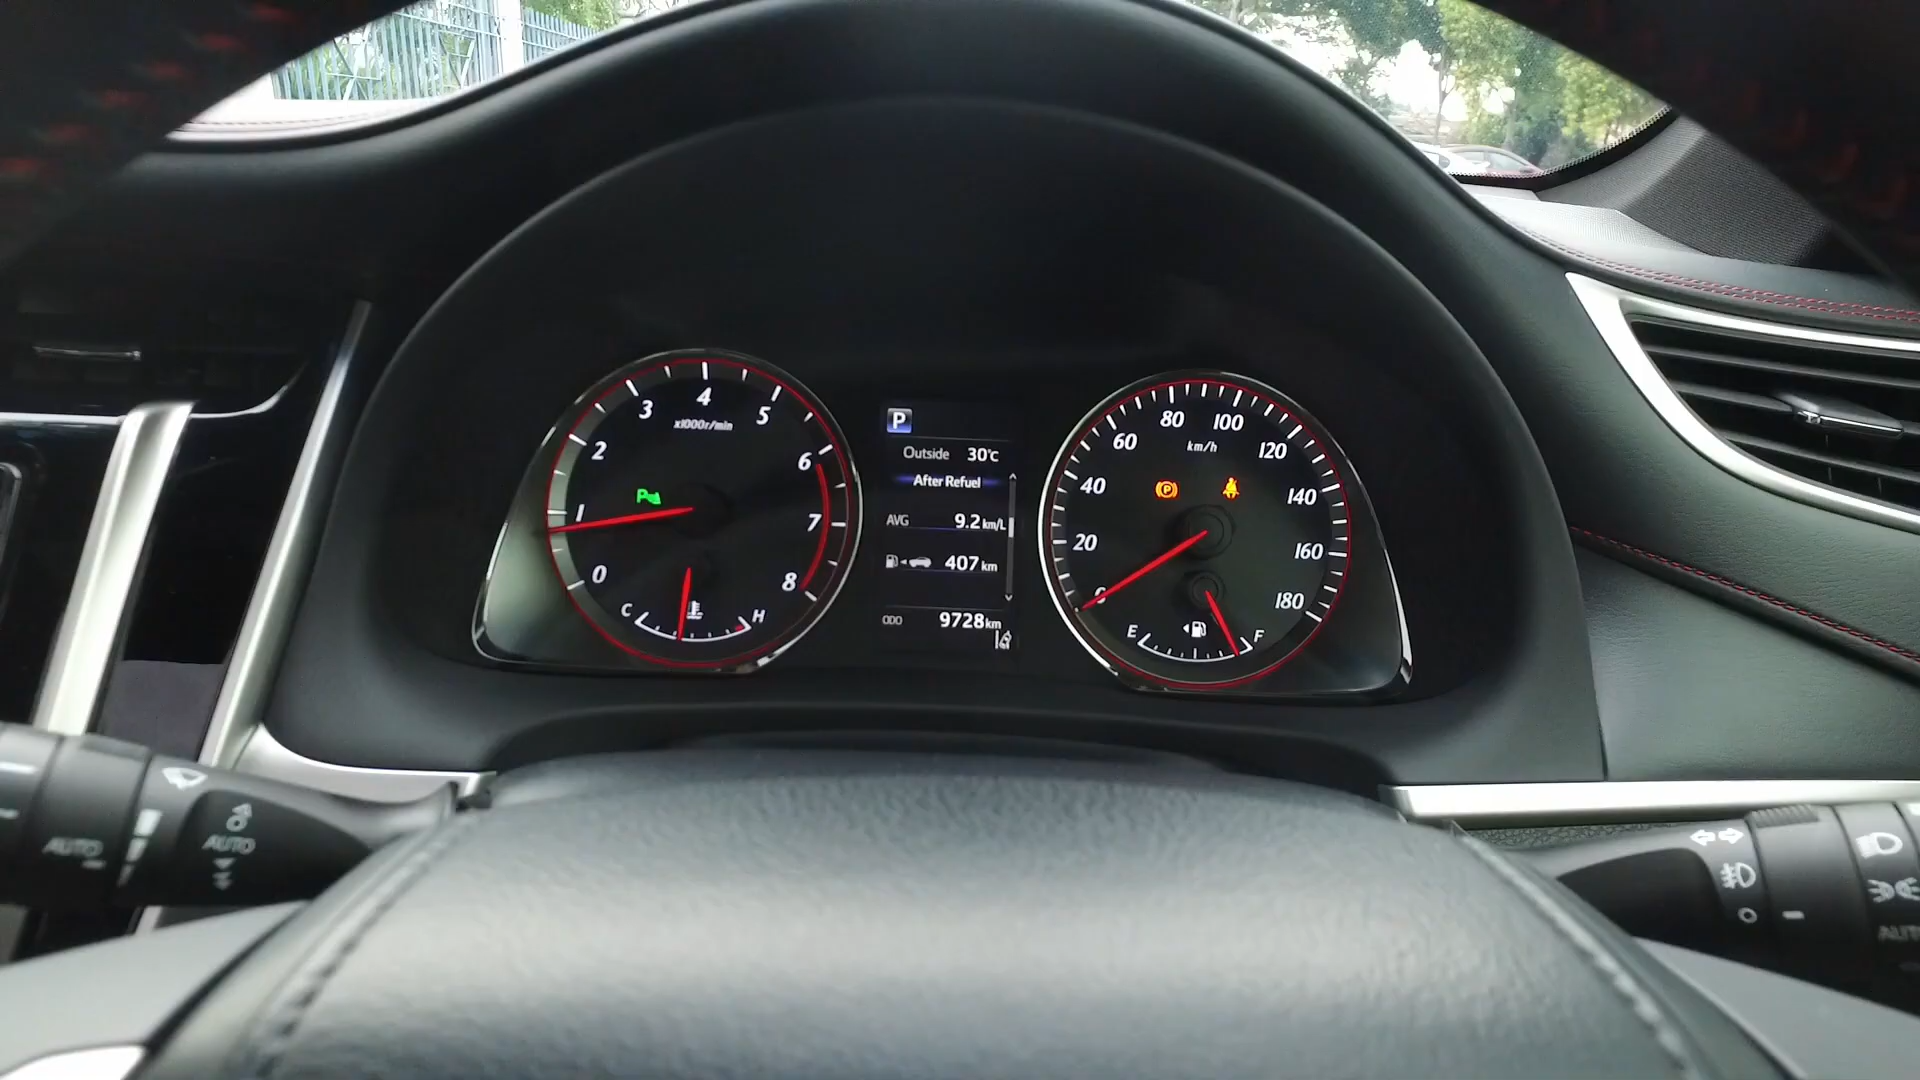 0
1
2
3
4
5
6
7
8
x1000r/min
P
C
H
P
Outside 30°C
After Refuel
AVG 9.2 km/L
407 km
ODO 9728 km
0
20
40
60
80
100
120
140
160
180
km/h
P
E
F
AUTO
AUTO
AUTO